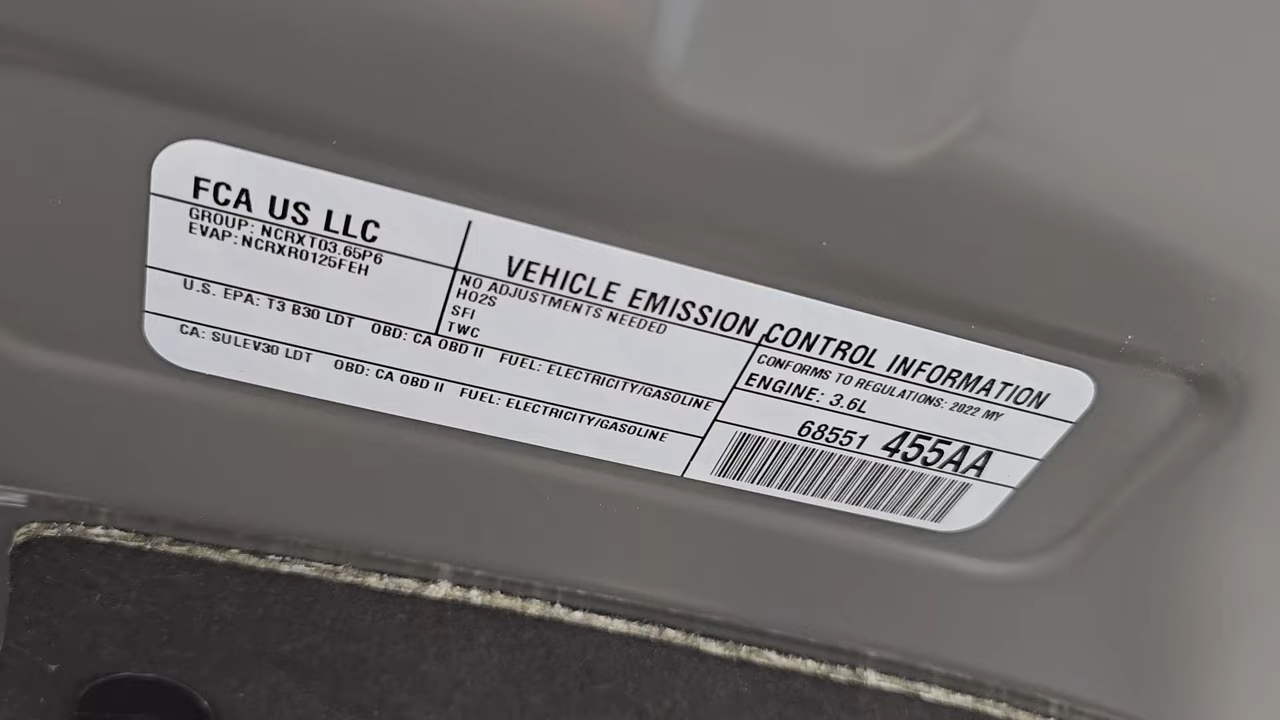 FCA US LLC
GROUP: NCRXT03.65P6
EVAP: NCRXR0125FEH
VEHICLE EMISSION CONTROL INFORMATION
NO ADJUSTMENTS NEEDED
HO2S
SFI
TWC
CONFORMS TO REGULATIONS: 2022 MY
ENGINE: 3.6L
U.S. EPA: T3 B30 LDT OBD: CA OBD II FUEL: ELECTRICITY/GASOLINE
CA: SULEV30 LDT OBD: CA OBD II FUEL: ELECTRICITY/GASOLINE
68551 455AA